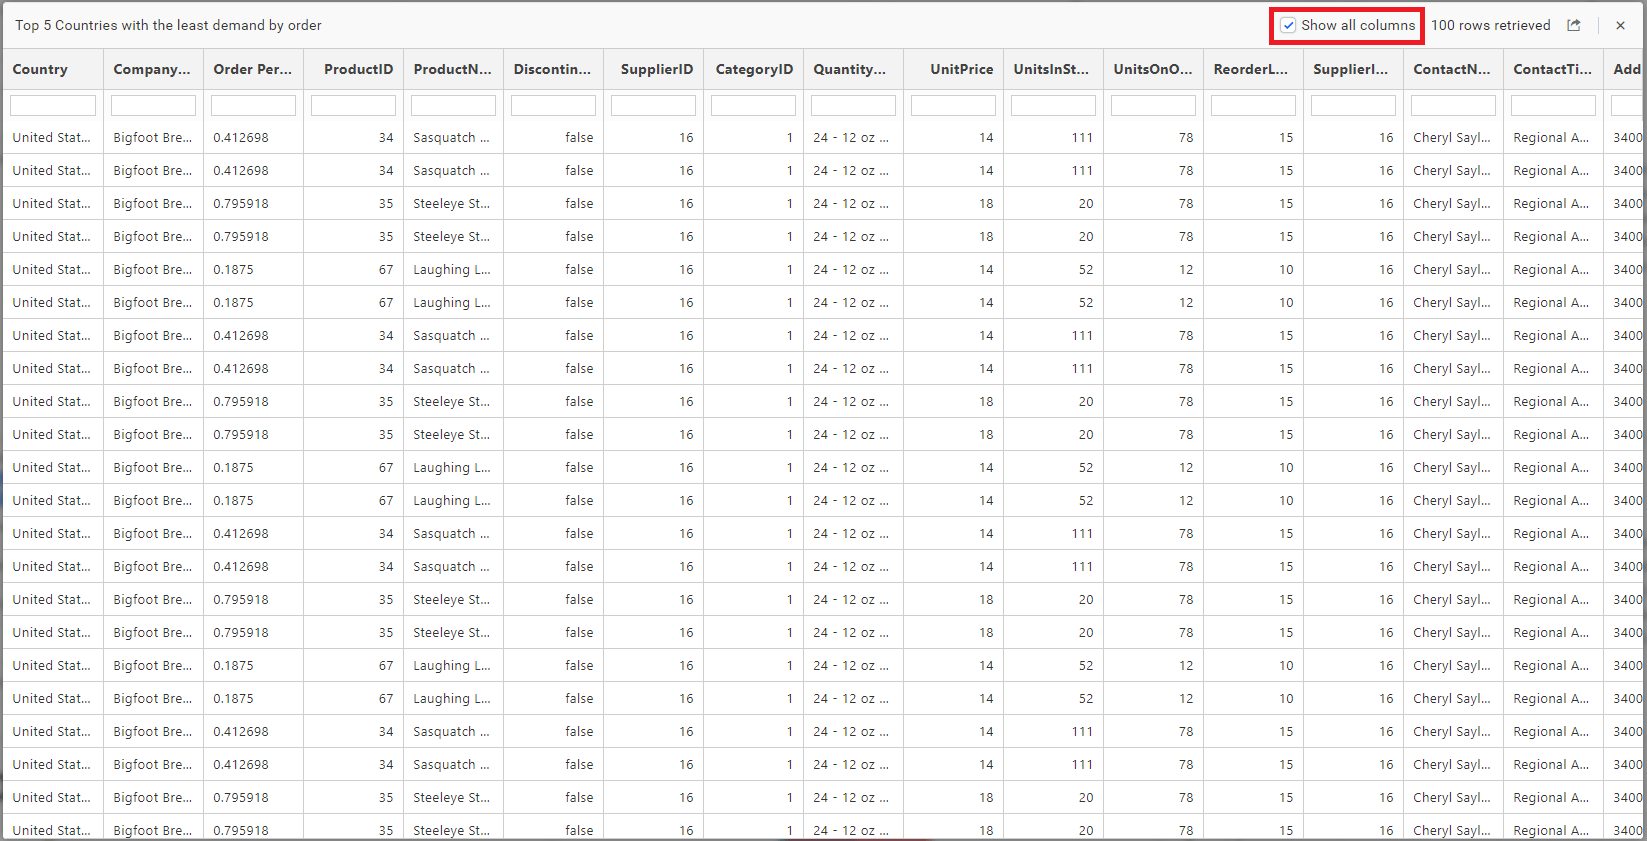 Top 5 Countries with the least demand by order Show all columns 100 rows retrieved
Country Company... Order Per... ProductID ProductN... Discontin... SupplierID CategoryID Quantity... UnitPrice UnitsInSt... UnitsOnO... ReorderL... SupplierI... ContactN... ContactTi... Add
United Stat... Bigfoot Bre... 0.412698 34 Sasquatch ... false 16 1 24 - 12 oz ... 14 111 78 15 16 Cheryl Sayl... Regional A... 3400
United Stat... Bigfoot Bre... 0.412698 34 Sasquatch ... false 16 1 24 - 12 oz ... 14 111 78 15 16 Cheryl Sayl... Regional A... 3400
United Stat... Bigfoot Bre... 0.795918 35 Steeleye St... false 16 1 24 - 12 oz ... 18 20 78 15 16 Cheryl Sayl... Regional A... 3400
United Stat... Bigfoot Bre... 0.795918 35 Steeleye St... false 16 1 24 - 12 oz ... 18 20 78 15 16 Cheryl Sayl... Regional A... 3400
United Stat... Bigfoot Bre... 0.1875 67 Laughing L... false 16 1 24 - 12 oz ... 14 52 12 10 16 Cheryl Sayl... Regional A... 3400
United Stat... Bigfoot Bre... 0.1875 67 Laughing L... false 16 1 24 - 12 oz ... 14 52 12 10 16 Cheryl Sayl... Regional A... 3400
United Stat... Bigfoot Bre... 0.412698 34 Sasquatch ... false 16 1 24 - 12 oz ... 14 111 78 15 16 Cheryl Sayl... Regional A... 3400
United Stat... Bigfoot Bre... 0.412698 34 Sasquatch ... false 16 1 24 - 12 oz ... 14 111 78 15 16 Cheryl Sayl... Regional A... 3400
United Stat... Bigfoot Bre... 0.795918 35 Steeleye St... false 16 1 24 - 12 oz ... 18 20 78 15 16 Cheryl Sayl... Regional A... 3400
United Stat... Bigfoot Bre... 0.795918 35 Steeleye St... false 16 1 24 - 12 oz ... 18 20 78 15 16 Cheryl Sayl... Regional A... 3400
United Stat... Bigfoot Bre... 0.1875 67 Laughing L... false 16 1 24 - 12 oz ... 14 52 12 10 16 Cheryl Sayl... Regional A... 3400
United Stat... Bigfoot Bre... 0.1875 67 Laughing L... false 16 1 24 - 12 oz ... 14 52 12 10 16 Cheryl Sayl... Regional A... 3400
United Stat... Bigfoot Bre... 0.412698 34 Sasquatch ... false 16 1 24 - 12 oz ... 14 111 78 15 16 Cheryl Sayl... Regional A... 3400
United Stat... Bigfoot Bre... 0.412698 34 Sasquatch ... false 16 1 24 - 12 oz ... 14 111 78 15 16 Cheryl Sayl... Regional A... 3400
United Stat... Bigfoot Bre... 0.795918 35 Steeleye St... false 16 1 24 - 12 oz ... 18 20 78 15 16 Cheryl Sayl... Regional A... 3400
United Stat... Bigfoot Bre... 0.795918 35 Steeleye St... false 16 1 24 - 12 oz ... 18 20 78 15 16 Cheryl Sayl... Regional A... 3400
United Stat... Bigfoot Bre... 0.1875 67 Laughing L... false 16 1 24 - 12 oz ... 14 52 12 10 16 Cheryl Sayl... Regional A... 3400
United Stat... Bigfoot Bre... 0.1875 67 Laughing L... false 16 1 24 - 12 oz ... 14 52 12 10 16 Cheryl Sayl... Regional A... 3400
United Stat... Bigfoot Bre... 0.412698 34 Sasquatch ... false 16 1 24 - 12 oz ... 14 111 78 15 16 Cheryl Sayl... Regional A... 3400
United Stat... Bigfoot Bre... 0.412698 34 Sasquatch ... false 16 1 24 - 12 oz ... 14 111 78 15 16 Cheryl Sayl... Regional A... 3400
United Stat... Bigfoot Bre... 0.795918 35 Steeleye St... false 16 1 24 - 12 oz ... 18 20 78 15 16 Cheryl Sayl... Regional A... 3400
United Stat... Bigfoot Bre... 0.795918 35 Steeleye St... false 16 1 24 - 12 oz ... 18 20 78 15 16 Cheryl Sayl... Regional A... 3400